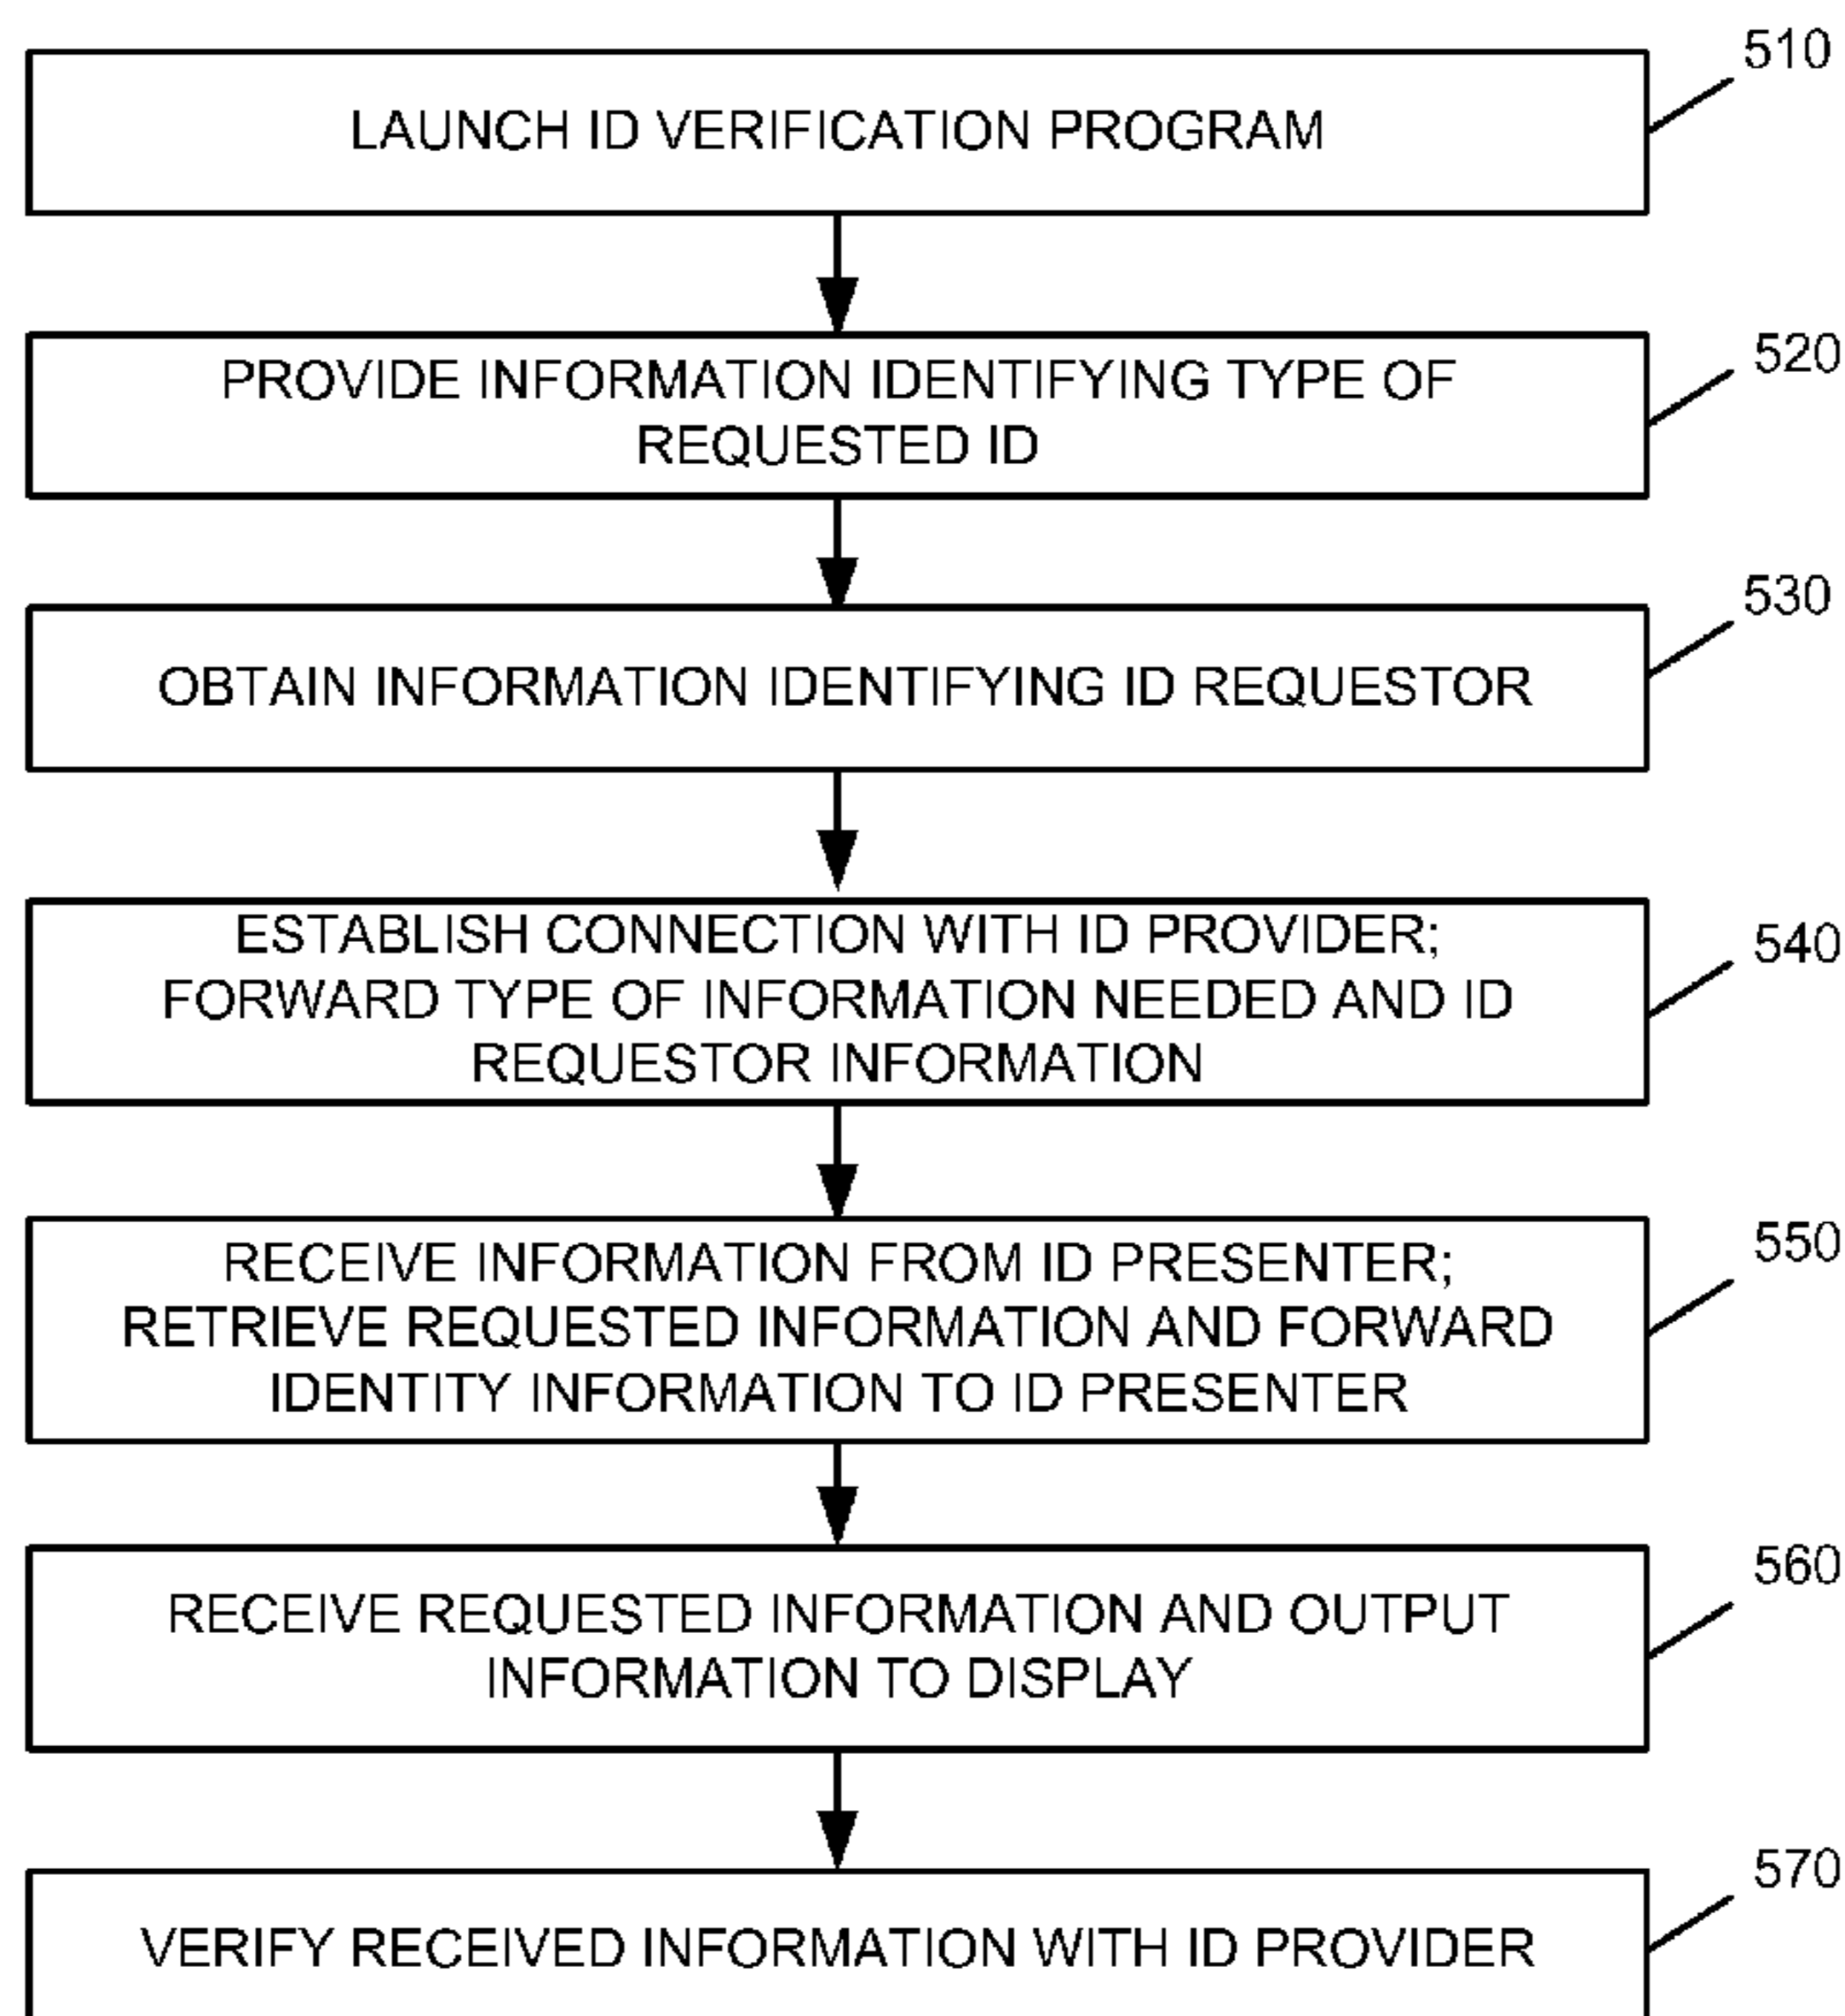 510
LAUNCH ID VERIFICATION PROGRAM
520
PROVIDE INFORMATION IDENTIFYING TYPE OF
REQUESTED ID
530
OBTAIN INFORMATION IDENTIFYING ID REQUESTOR
540
ESTABLISH CONNECTION WITH ID PROVIDER;
FORWARD TYPE OF INFORMATION NEEDED AND ID
REQUESTOR INFORMATION
550
RECEIVE INFORMATION FROM ID PRESENTER;
RETRIEVE REQUESTED INFORMATION AND FORWARD
IDENTITY INFORMATION TO ID PRESENTER
560
RECEIVE REQUESTED INFORMATION AND OUTPUT
INFORMATION TO DISPLAY
570
VERIFY RECEIVED INFORMATION WITH ID PROVIDER